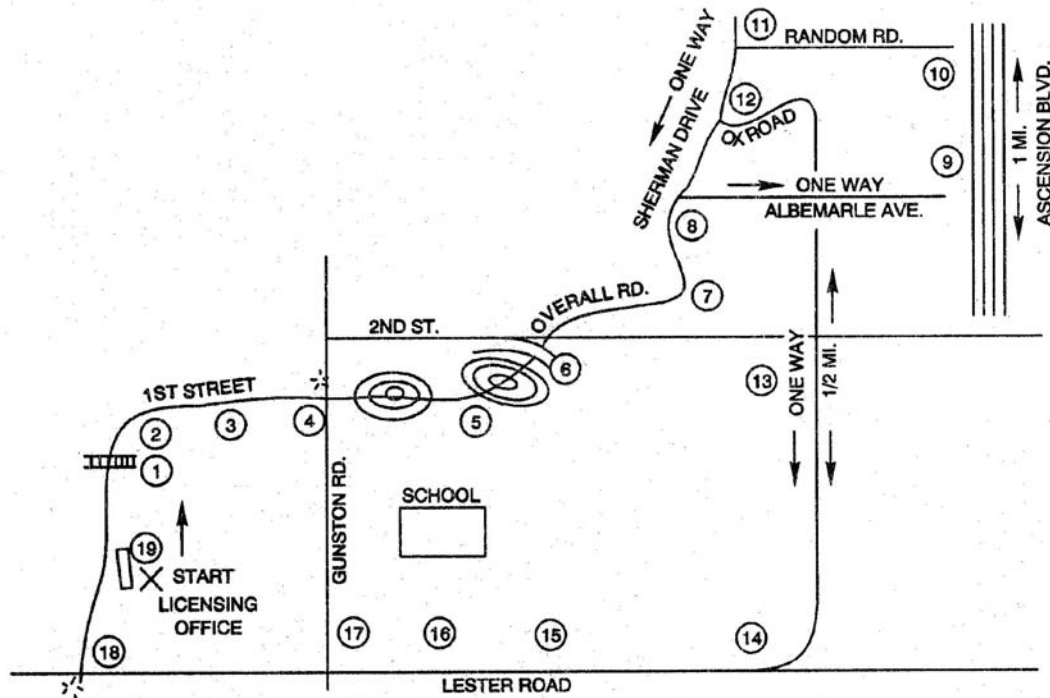 11
ONE WAY
RANDOM RD.
10
12
OX ROAD
SHERMAN DRIVE
1 MI.
ASCENSION BLVD.
9
ONE WAY
ALBEMARLE AVE.
8
7
OVERALL RD.
2ND ST.
6
13
ONE WAY
1/2 MI.
1ST STREET
2
3
4
5
1
GUNSTON RD.
SCHOOL
19
START
LICENSING
OFFICE
18
17
16
15
14
LESTER ROAD